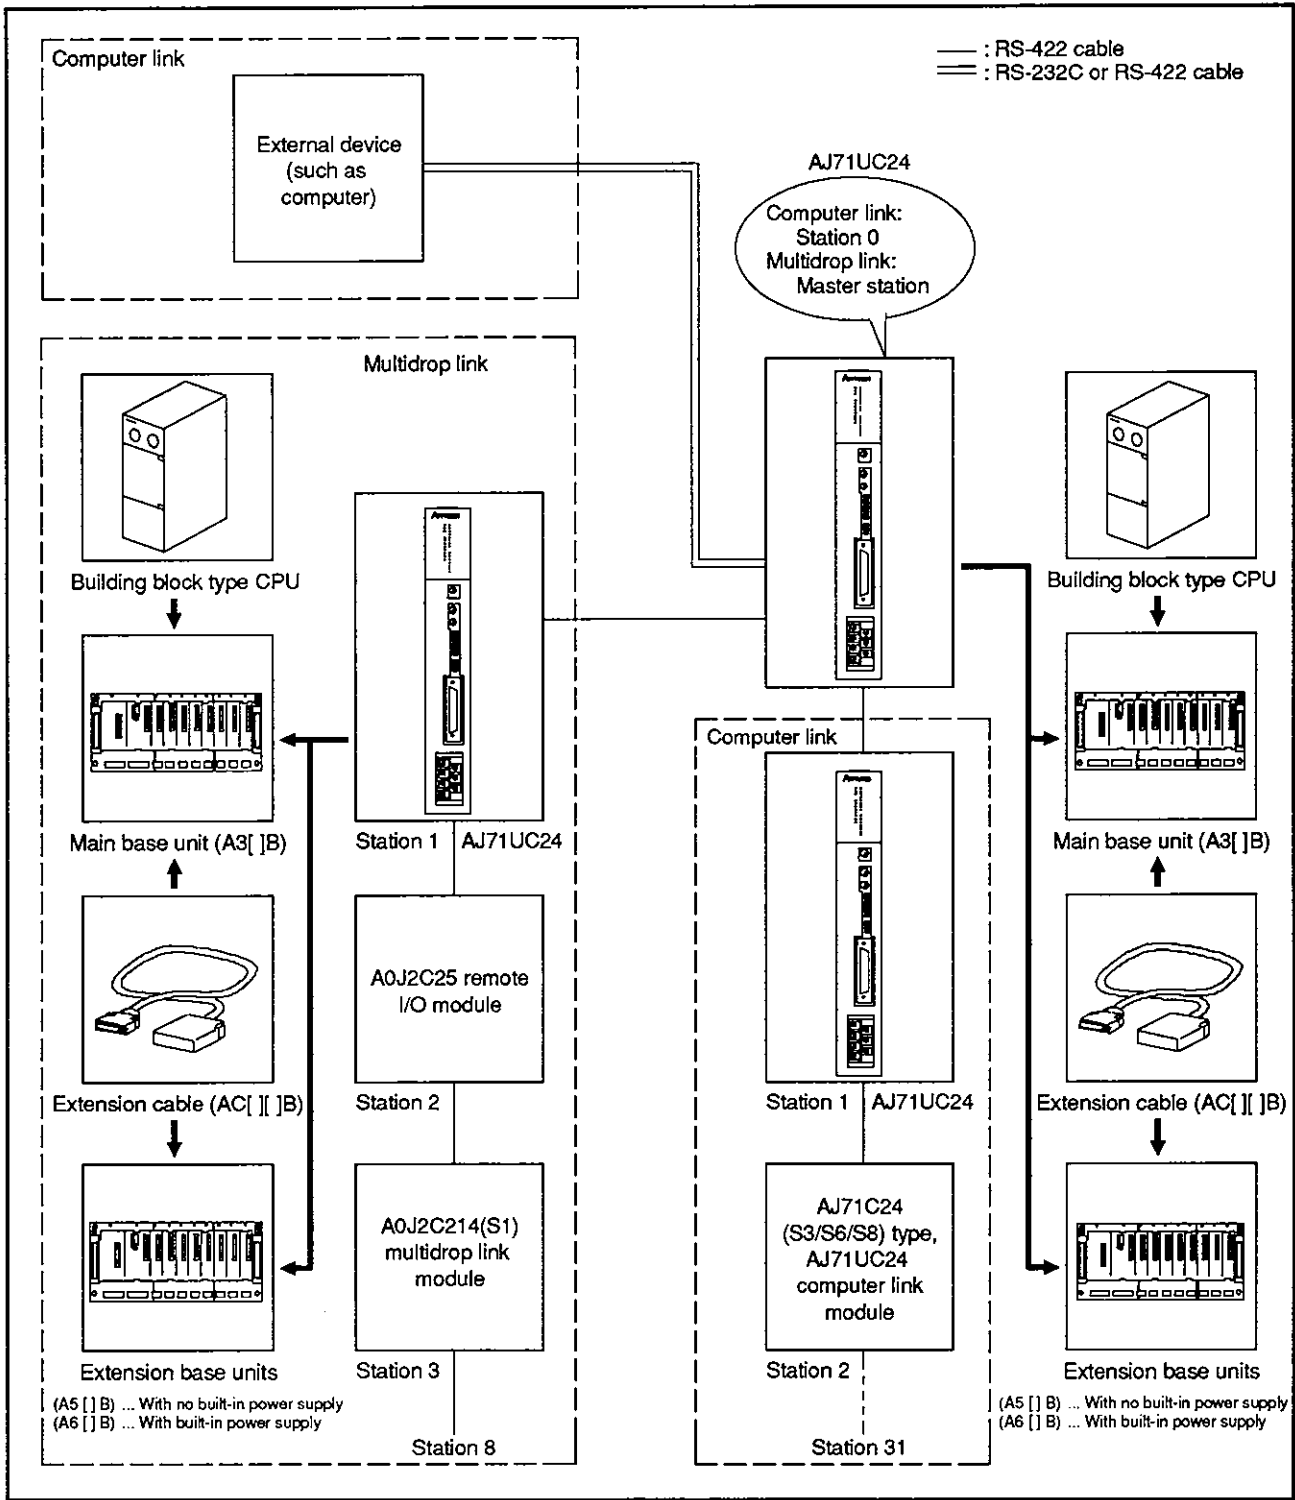 Computer link
External device
(such as
computer)
— : RS-422 cable
═ : RS-232C or RS-422 cable
AJ71UC24
Computer link:
Station 0
Multidrop link:
Master station
Multidrop link
Building block type CPU
Main base unit (A3[ ]B)
Extension cable (AC[ ][ ]B)
Extension base units
(A5 [ ] B) ... With no built-in power supply
(A6 [ ] B) ... With built-in power supply
Station 1 AJ71UC24
A0J2C25 remote
I/O module
Station 2
A0J2C214(S1)
multidrop link
module
Station 3
Station 8
Computer link
Station 1 AJ71UC24
AJ71C24
(S3/S6/S8) type,
AJ71UC24
computer link
module
Station 2
Station 31
Building block type CPU
Main base unit (A3[ ]B)
Extension cable (AC[ ][ ]B)
Extension base units
(A5 [ ] B) ... With no built-in power supply
(A6 [ ] B) ... With built-in power supply